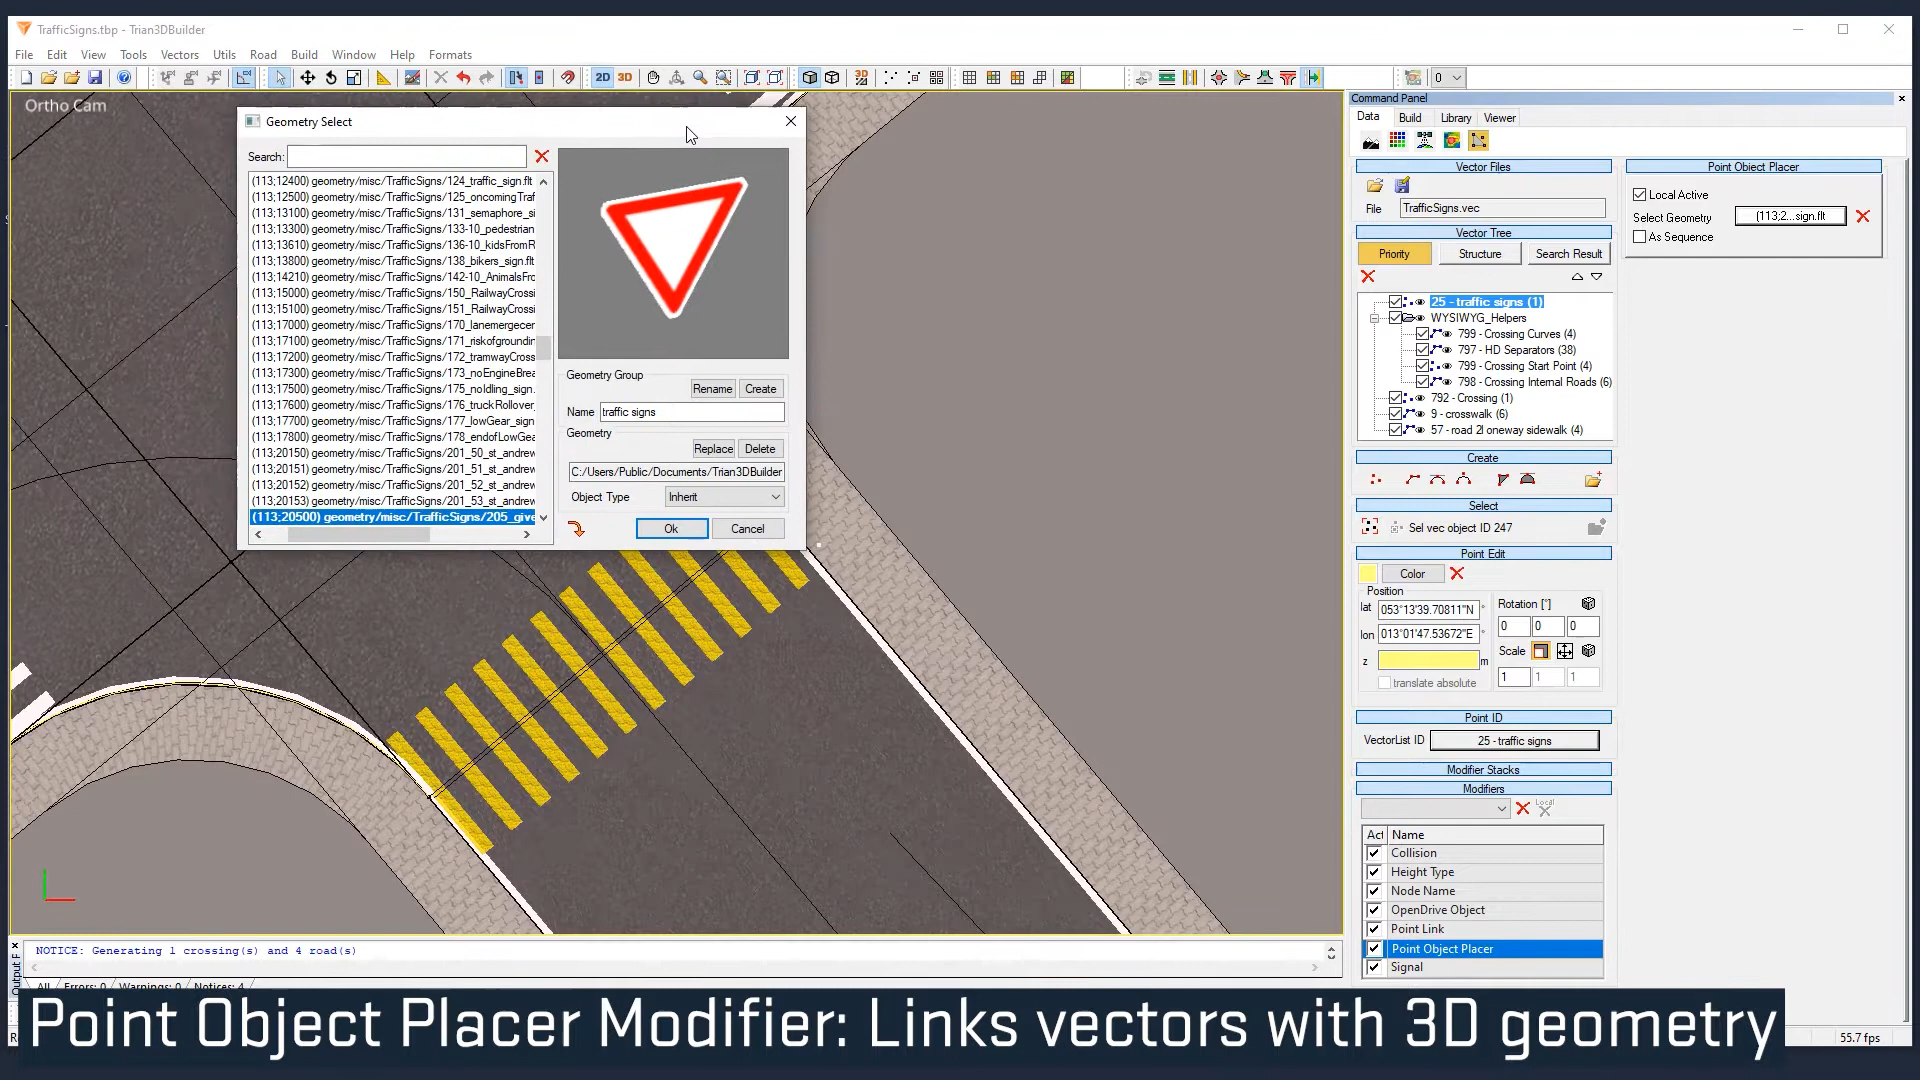 TrafficSigns.tbp - Trian3DBuilder
File Edit View Tools Vectors Utils Road Build Window Help Formats
2D 3D 3D 0
Ortho Cam
Geometry Select
Search:
(113;12400) geometry/misc/TrafficSigns/124_traffic_sign.flt
(113;12500) geometry/misc/TrafficSigns/125_oncomingTraf
(113;13100) geometry/misc/TrafficSigns/131_semaphore_si
(113;13300) geometry/misc/TrafficSigns/133-10_pedestrian
(113;13610) geometry/misc/TrafficSigns/136-10_kidsFromR
(113;13800) geometry/misc/TrafficSigns/138_bikers_sign.flt
(113;14210) geometry/misc/TrafficSigns/142-10_AnimalsFro
(113;15000) geometry/misc/TrafficSigns/150_RailwayCrossi
(113;15100) geometry/misc/TrafficSigns/151_RailwayCrossi
(113;17000) geometry/misc/TrafficSigns/170_lanemergecer
(113;17100) geometry/misc/TrafficSigns/171_riskofgroundin
(113;17200) geometry/misc/TrafficSigns/172_tramwayCross
(113;17300) geometry/misc/TrafficSigns/173_noEngineBrea
(113;17500) geometry/misc/TrafficSigns/175_noIdling_sign.
(113;17600) geometry/misc/TrafficSigns/176_truckRollover_
(113;17700) geometry/misc/TrafficSigns/177_lowGear_sign
(113;17800) geometry/misc/TrafficSigns/178_endofLowGea
(113;20150) geometry/misc/TrafficSigns/201_50_st_andrew
(113;20151) geometry/misc/TrafficSigns/201_51_st_andrew
(113;20152) geometry/misc/TrafficSigns/201_52_st_andrew
(113;20153) geometry/misc/TrafficSigns/201_53_st_andrew
(113;20500) geometry/misc/TrafficSigns/205_give
Geometry Group
Rename Create
Name traffic signs
Geometry
Replace Delete
C:/Users/Public/Documents/Trian3DBuilder
Object Type Inherit
Ok Cancel
Command Panel
Data Build Library Viewer
Vector Files
File TrafficSigns.vec
Vector Tree
Priority Structure Search Result
25 - traffic signs (1)
WYSIWYG_Helpers
799 - Crossing Curves (4)
797 - HD Separators (38)
799 - Crossing Start Point (4)
798 - Crossing Internal Roads (6)
792 - Crossing (1)
9 - crosswalk (6)
57 - road 2l oneway sidewalk (4)
Create
Select
Sel vec object ID 247
Point Edit
Color
Position
lat 053°13'39.70811"N °
lon 013°01'47.53672"E °
z m
translate absolute
Rotation [°]
0 0 0
Scale
1 1 1
Point ID
VectorList ID 25 - traffic signs
Modifier Stacks
Modifiers
Local
Act Name
Collision
Height Type
Node Name
OpenDrive Object
Point Link
Point Object Placer
Signal
Point Object Placer
Local Active
Select Geometry (113;2...sign.flt
As Sequence
NOTICE: Generating 1 crossing(s) and 4 road(s)
Output F
All Errors: 0 Warnings: 0 Notices: 4
Point Object Placer Modifier: Links vectors with 3D geometry
55.7 fps